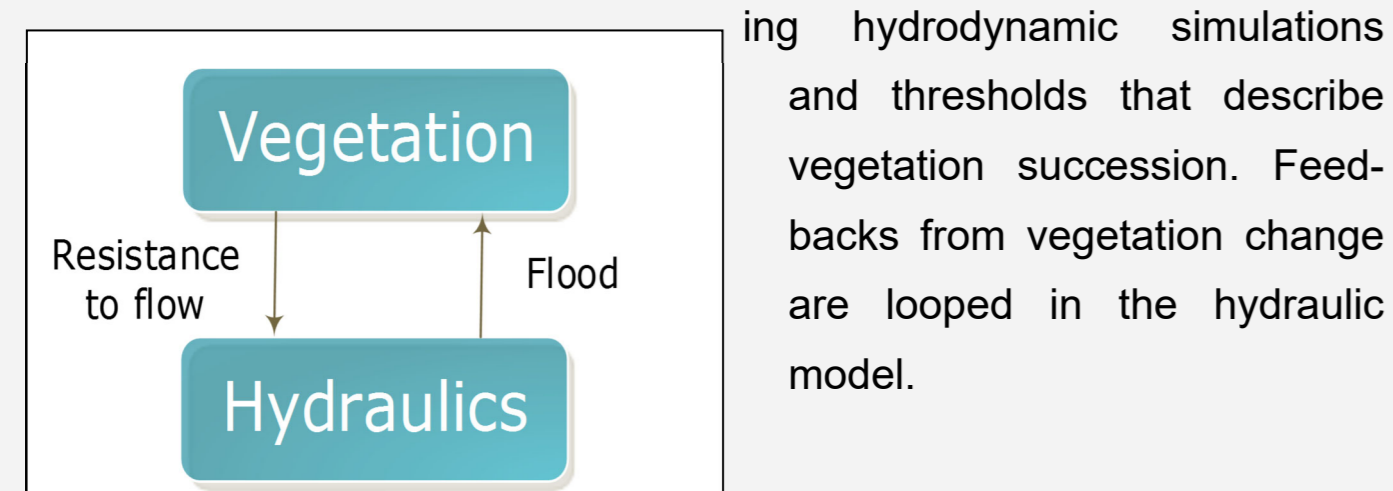 Vegetation
Resistance
to flow
Flood
Hydraulics
ing hydrodynamic simulations
and thresholds that describe
vegetation succession. Feed-
backs from vegetation change
are looped in the hydraulic
model.